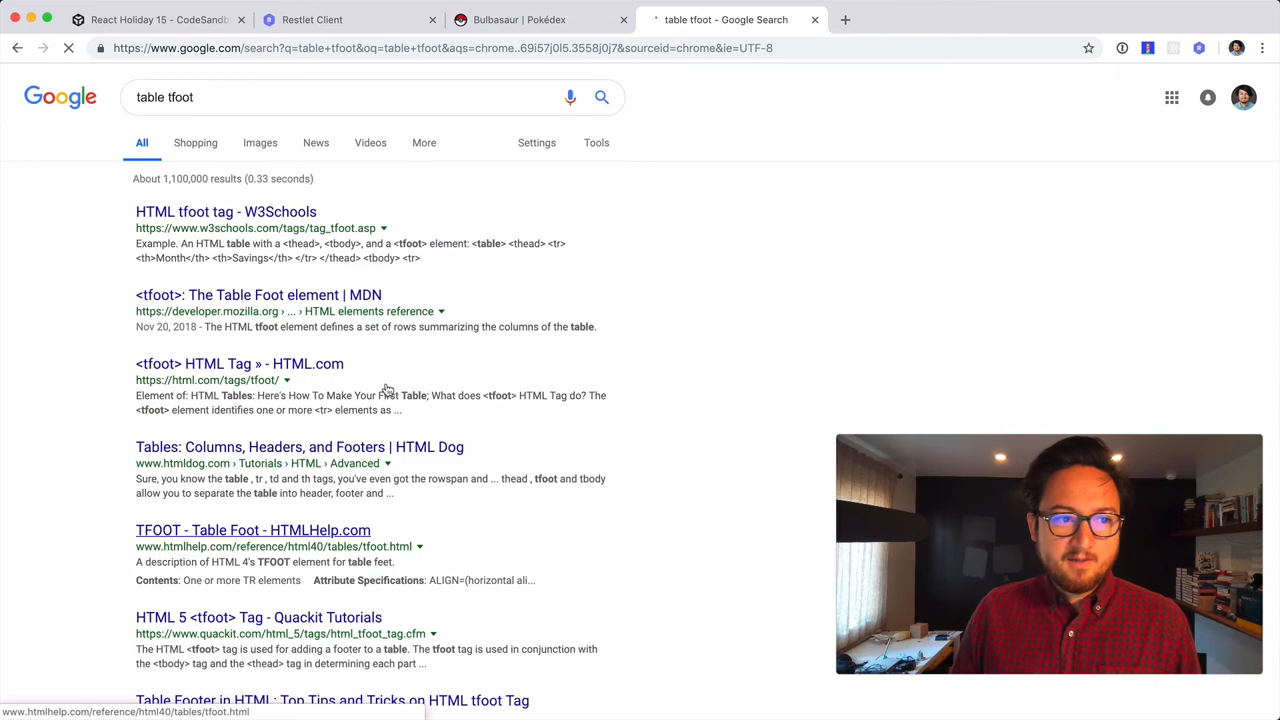 React Holiday 15 - CodeSandb
Restlet Client
Bulbasaur | Pokédex
table tfoot - Google Search
https://www.google.com/search?q=table+tfoot&oq=table+tfoot&aqs=chrome..69i57j0l5.3558j0j7&sourceid=chrome&ie=UTF-8
Google
table tfoot
All
Shopping
Images
News
Videos
More
Settings
Tools
About 1,100,000 results (0.33 seconds)
HTML tfoot tag - W3Schools
https://www.w3schools.com/tags/tag_tfoot.asp
Example. An HTML table with a <thead>, <tbody>, and a <tfoot> element: <table> <thead> <tr>
<th>Month</th> <th>Savings</th> </tr> </thead> <tbody> <tr>
<tfoot>: The Table Foot element | MDN
https://developer.mozilla.org › ... › HTML elements reference
Nov 20, 2018 - The HTML tfoot element defines a set of rows summarizing the columns of the table.
<tfoot> HTML Tag » - HTML.com
https://html.com/tags/tfoot/
Element of: HTML Tables: Here's How To Make Your First Table; What does <tfoot> HTML Tag do? The
<tfoot> element identifies one or more <tr> elements as ...
Tables: Columns, Headers, and Footers | HTML Dog
www.htmldog.com › Tutorials › HTML › Advanced
Sure, you know the table , tr , td and th tags, you've even got the rowspan and ... thead , tfoot and tbody
allow you to separate the table into header, footer and ...
TFOOT - Table Foot - HTMLHelp.com
www.htmlhelp.com/reference/html40/tables/tfoot.html
A description of HTML 4's TFOOT element for table feet.
Contents: One or more TR elements Attribute Specifications: ALIGN=(horizontal ali...
HTML 5 <tfoot> Tag - Quackit Tutorials
https://www.quackit.com/html_5/tags/html_tfoot_tag.cfm
The HTML <tfoot> tag is used for adding a footer to a table. The tfoot tag is used in conjunction with
the <tbody> tag and the <thead> tag in determining each part ...
Table Footer in HTML: Top Tips and Tricks on HTML tfoot Tag
www.htmlhelp.com/reference/html40/tables/tfoot.html